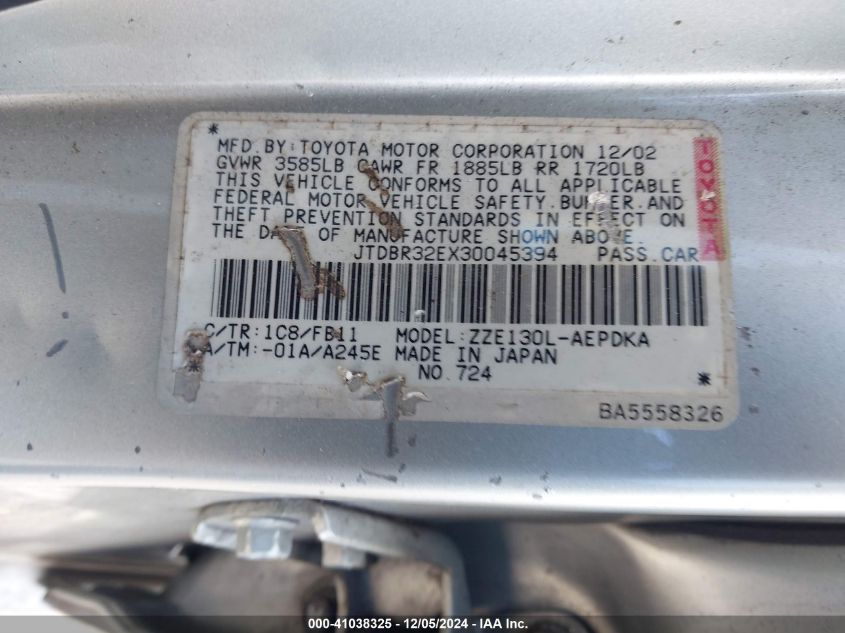 *
MFD.BY:TOYOTA MOTOR CORPORATION 12/02
GVWR 3585LB GAWR FR 1885LB RR 1720LB
THIS VEHICLE CONFORMS TO ALL APPLICABLE
FEDERAL MOTOR VEHICLE SAFETY,BUMPER,AND
THEFT PREVENTION STANDARDS IN EFFECT ON
THE DATE OF MANUFACTURE SHOWN ABOVE.
JTDBR32EX30045394 PASS.CAR
TOYOTA
C/TR:1C8/FB11 MODEL:ZZE130L-AEPDKA
A/TM:-01A/A245E MADE IN JAPAN
NO.724
*
BA5558326
000-41038325 - 12/05/2024 - IAA Inc.